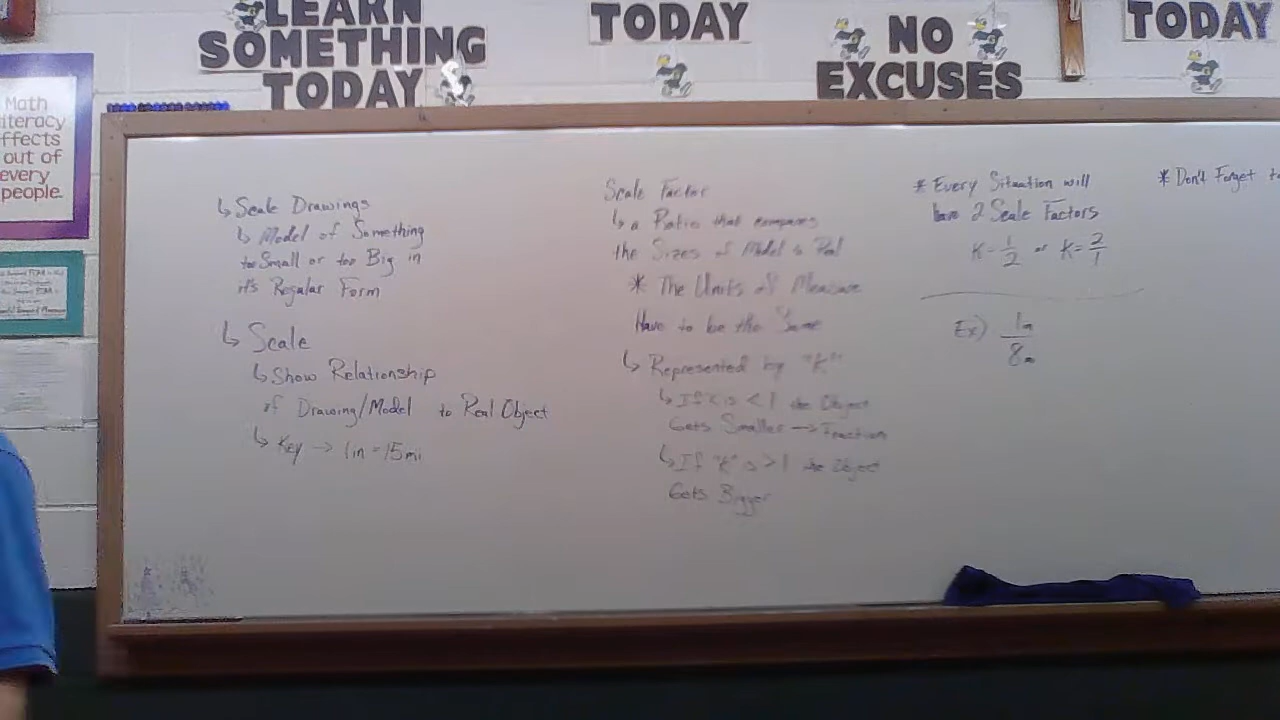 LEARN
SOMETHING
TODAY
TODAY
NO
EXCUSES
TODAY
Math
iteracy
ffects
out of
every
people.
↳ Scale Drawings
↳ Model of Something
too Small or too Big in
it's Regular Form
↳ Scale
↳ Show Relationship
of Drawing/Model to Real Object
↳ Key → 1in = 15mi
Scale Factor
↳ a Ratio that compares
the Sizes of Model & Real
* The Units of Measure
Have to be the "Same
↳ Represented by "K"
↳ If K is < 1 the Object
Gets Smaller → Fraction
↳ If "K" is > 1 the Object
Gets Bigger
* Every Situation will
have 2 Scale Factors
K = 1/2 or K = 2/1
Ex) 1in
8
* Don't Forget to